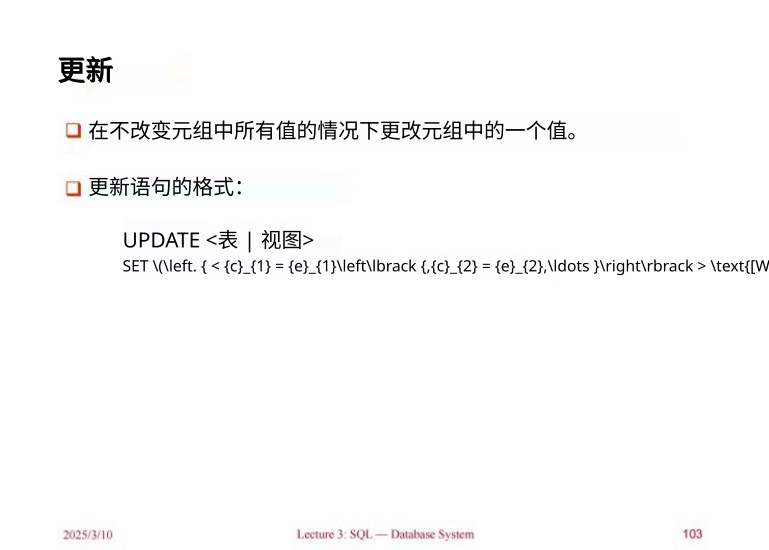 更新
在不改变元组中所有值的情况下更改元组中的一个值。
更新语句的格式：
UPDATE <表 | 视图>
SET \(\left. { < {c}_{1} = {e}_{1}\left\lbrack {,{c}_{2} = {e}_{2},\ldots }\right\rbrack > \text{[W
2025/3/10
Lecture 3: SQL — Database System
103